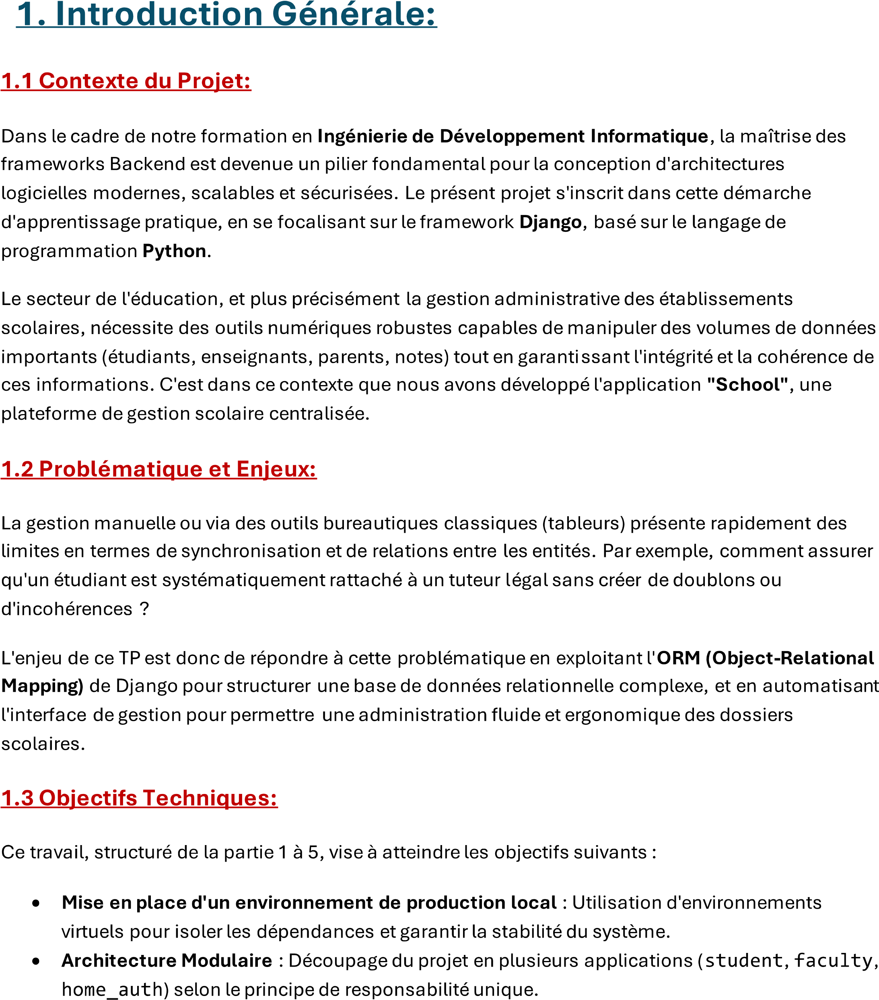 1. Introduction Générale:
1.1 Contexte du Projet:
Dans le cadre de notre formation en Ingénierie de Développement Informatique, la maîtrise des
frameworks Backend est devenue un pilier fondamental pour la conception d'architectures
logicielles modernes, scalables et sécurisées. Le présent projet s'inscrit dans cette démarche
d'apprentissage pratique, en se focalisant sur le framework Django, basé sur le langage de
programmation Python.
Le secteur de l'éducation, et plus précisément la gestion administrative des établissements
scolaires, nécessite des outils numériques robustes capables de manipuler des volumes de données
importants (étudiants, enseignants, parents, notes) tout en garantissant l'intégrité et la cohérence de
ces informations. C'est dans ce contexte que nous avons développé l'application "School", une
plateforme de gestion scolaire centralisée.
1.2 Problématique et Enjeux:
La gestion manuelle ou via des outils bureautiques classiques (tableurs) présente rapidement des
limites en termes de synchronisation et de relations entre les entités. Par exemple, comment assurer
qu'un étudiant est systématiquement rattaché à un tuteur légal sans créer de doublons ou
d'incohérences ?
L'enjeu de ce TP est donc de répondre à cette problématique en exploitant l'ORM (Object-Relational
Mapping) de Django pour structurer une base de données relationnelle complexe, et en automatisant
l'interface de gestion pour permettre une administration fluide et ergonomique des dossiers
scolaires.
1.3 Objectifs Techniques:
Ce travail, structuré de la partie 1 à 5, vise à atteindre les objectifs suivants :
• Mise en place d'un environnement de production local : Utilisation d'environnements
virtuels pour isoler les dépendances et garantir la stabilité du système.
• Architecture Modulaire : Découpage du projet en plusieurs applications (student, faculty,
home_auth) selon le principe de responsabilité unique.